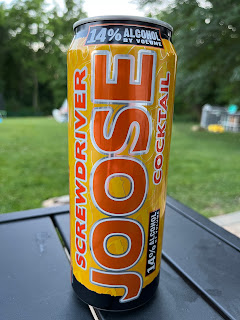 14% ALCOHOL
BY VOLUME
SCREWDRIVER
JOOSE
COCKTAIL
14% ALCOHOL
BY VOLUME